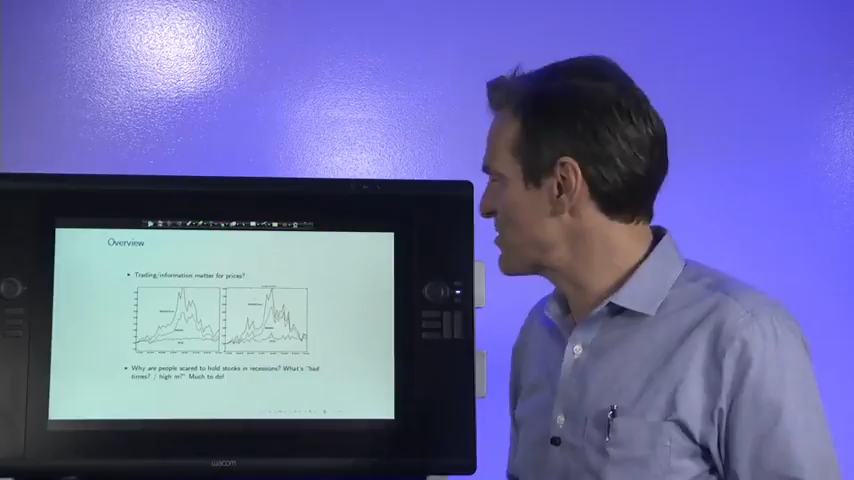 Overview
Trading/information matter for prices?
Why are people scared to hold stocks in recessions? What's "bad
times? / high m?" Much to do!
wacom